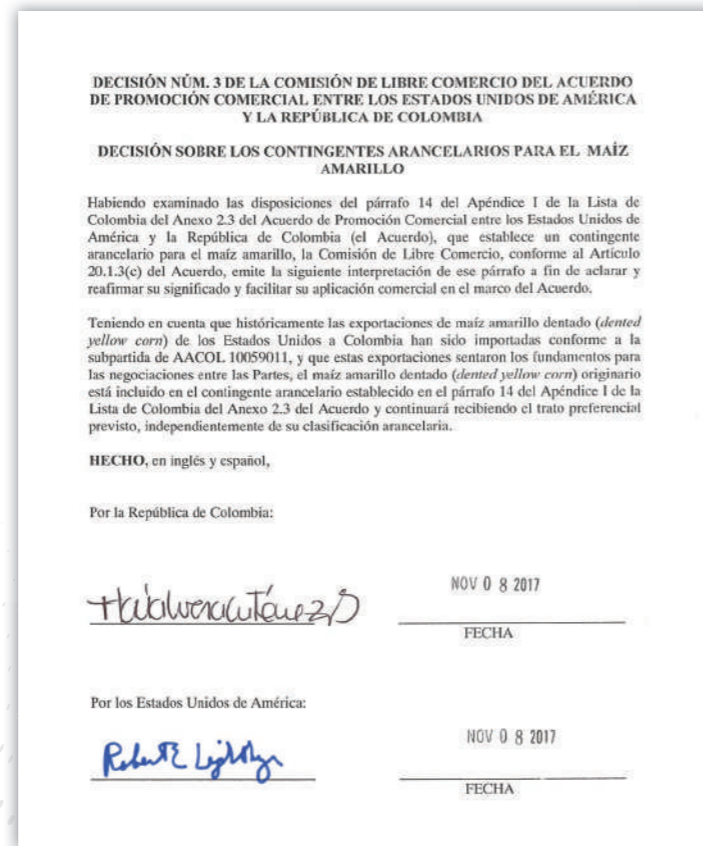 DECISIÓN NÚM. 3 DE LA COMISIÓN DE LIBRE COMERCIO DEL ACUERDO
DE PROMOCIÓN COMERCIAL ENTRE LOS ESTADOS UNIDOS DE AMÉRICA
Y LA REPÚBLICA DE COLOMBIA
DECISIÓN SOBRE LOS CONTINGENTES ARANCELARIOS PARA EL MAÍZ
AMARILLO
Habiendo examinado las disposiciones del párrafo 14 del Apéndice I de la Lista de
Colombia del Anexo 2.3 del Acuerdo de Promoción Comercial entre los Estados Unidos de
América y la República de Colombia (el Acuerdo), que establece un contingente
arancelario para el maíz amarillo, la Comisión de Libre Comercio, conforme al Artículo
20.1.3(c) del Acuerdo, emite la siguiente interpretación de ese párrafo a fin de aclarar y
reafirmar su significado y facilitar su aplicación comercial en el marco del Acuerdo.
Teniendo en cuenta que históricamente las exportaciones de maíz amarillo dentado (dented
yellow corn) de los Estados Unidos a Colombia han sido importadas conforme a la
subpartida de AACOL 10059011, y que estas exportaciones sentaron los fundamentos para
las negociaciones entre las Partes, el maíz amarillo dentado (dented yellow corn) originario
está incluido en el contingente arancelario establecido en el párrafo 14 del Apéndice I de la
Lista de Colombia del Anexo 2.3 del Acuerdo y continuará recibiendo el trato preferencial
previsto, independientemente de su clasificación arancelaria.
HECHO, en inglés y español,
Por la República de Colombia:
NOV 0 8 2017
FECHA
Por los Estados Unidos de América:
NOV 0 8 2017
FECHA